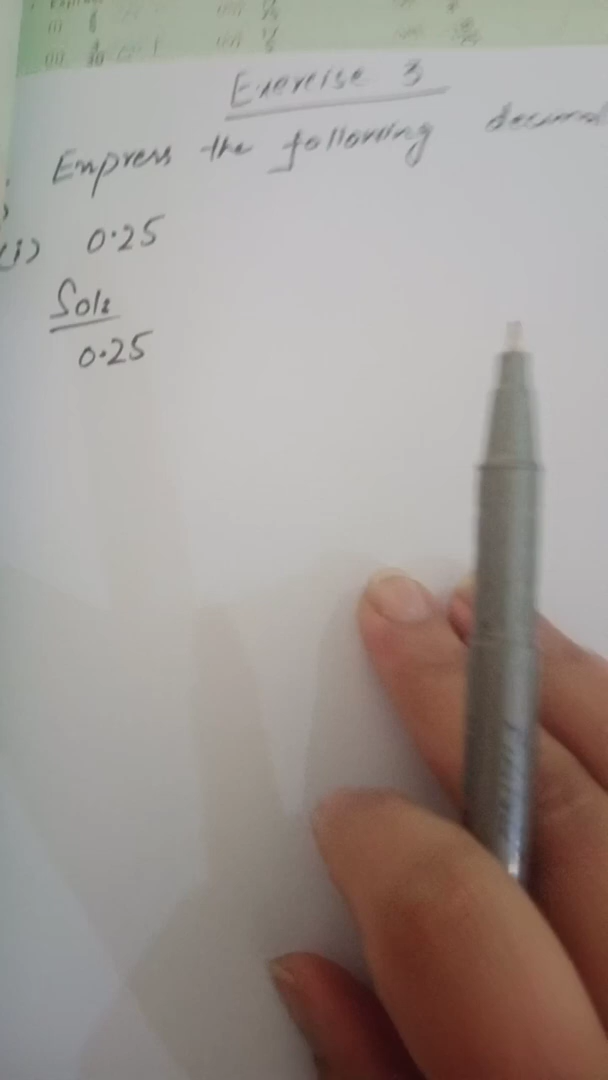 Exercise 3
Express the following decimal
(i) 0.25
Sol:
0.25